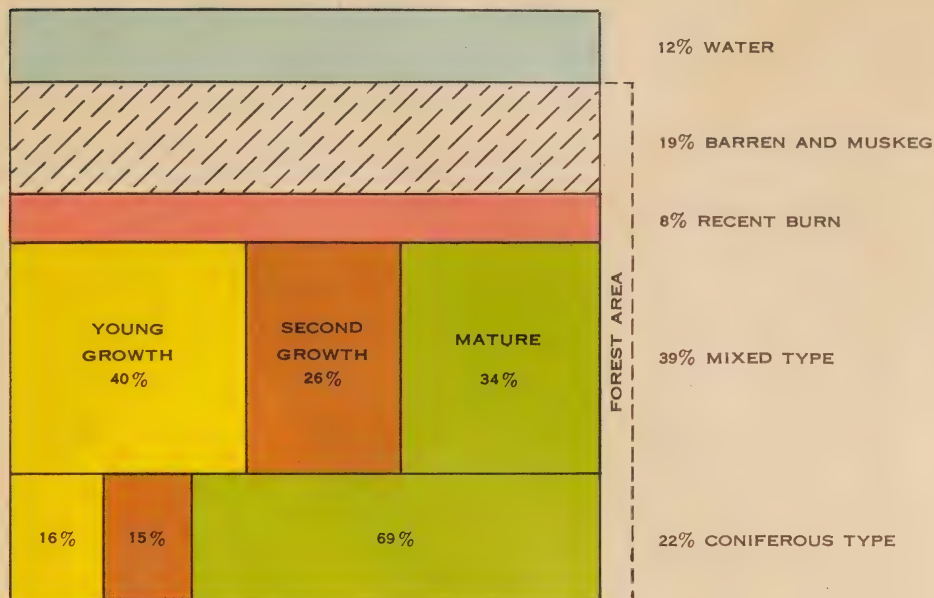 12% WATER
19% BARREN AND MUSKEG
8% RECENT BURN
YOUNG
GROWTH
40%
SECOND
GROWTH
26%
MATURE
34%
FOREST AREA
39% MIXED TYPE
16%
15%
69%
22% CONIFEROUS TYPE